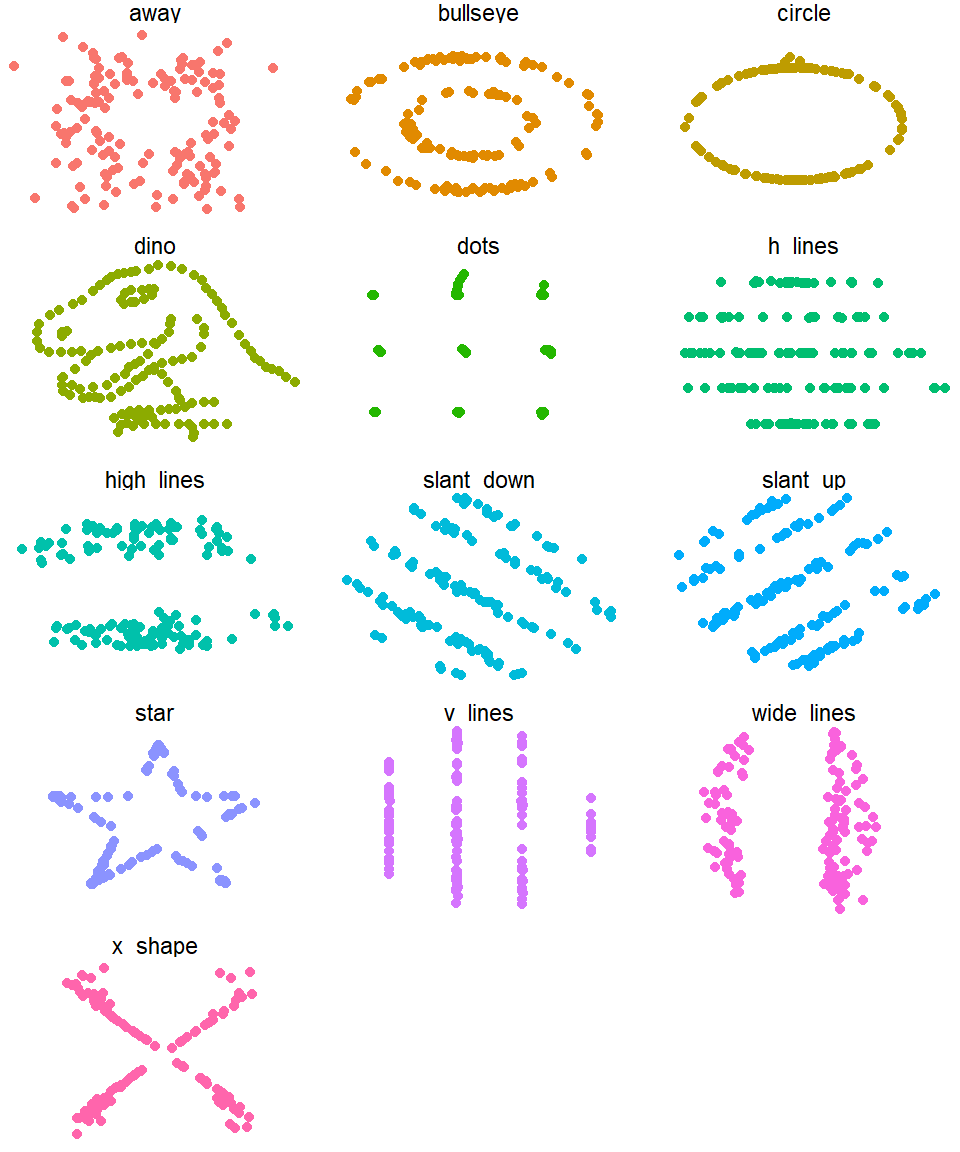 away
bullseye
circle
dino
dots
h_lines
high_lines
slant_down
slant_up
star
v_lines
wide_lines
x_shape